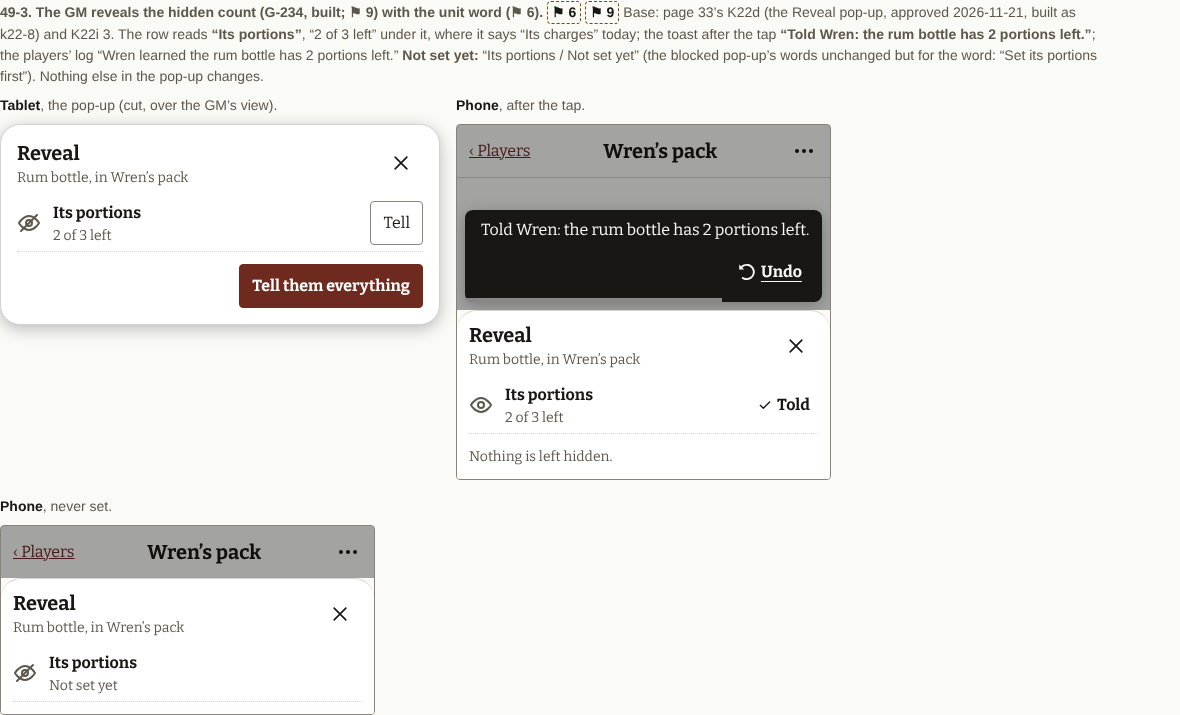 49-3. The GM reveals the hidden count (G-234, built; ⚑ 9) with the unit word (⚑ 6). ⚑ 6 ⚑ 9 Base: page 33’s K22d (the Reveal pop-up, approved 2026-11-21, built as
k22-8) and K22i 3. The row reads “Its portions”, “2 of 3 left” under it, where it says “Its charges” today; the toast after the tap “Told Wren: the rum bottle has 2 portions left.”;
the players’ log “Wren learned the rum bottle has 2 portions left.” Not set yet: “Its portions / Not set yet” (the blocked pop-up’s words unchanged but for the word: “Set its portions
first”). Nothing else in the pop-up changes.
Tablet, the pop-up (cut, over the GM’s view).
Reveal
Rum bottle, in Wren’s pack
Its portions
2 of 3 left
Tell
Tell them everything
Phone, after the tap.
‹ Players
Wren’s pack
Told Wren: the rum bottle has 2 portions left.
Undo
Reveal
Rum bottle, in Wren’s pack
Its portions
2 of 3 left
✓ Told
Nothing is left hidden.
Phone, never set.
‹ Players
Wren’s pack
Reveal
Rum bottle, in Wren’s pack
Its portions
Not set yet